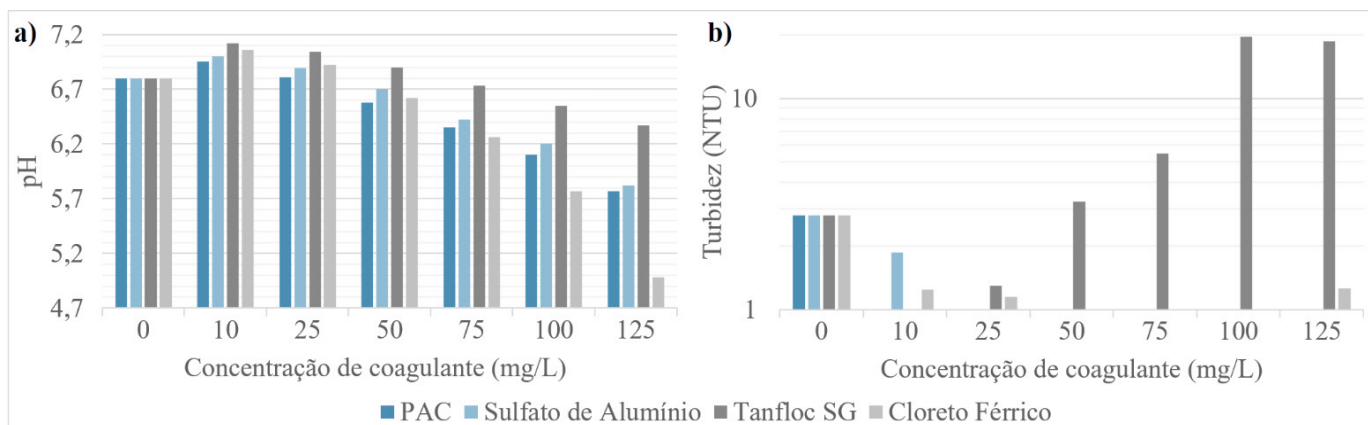 a)
7,2
6,7
6,2
5,7
5,2
4,7
pH
0 10 25 50 75 100 125
Concentração de coagulante (mg/L)
b)
10
1
Turbidez (NTU)
0 10 25 50 75 100 125
Concentração de coagulante (mg/L)
PAC Sulfato de Alumínio Tanfloc SG Cloreto Férrico